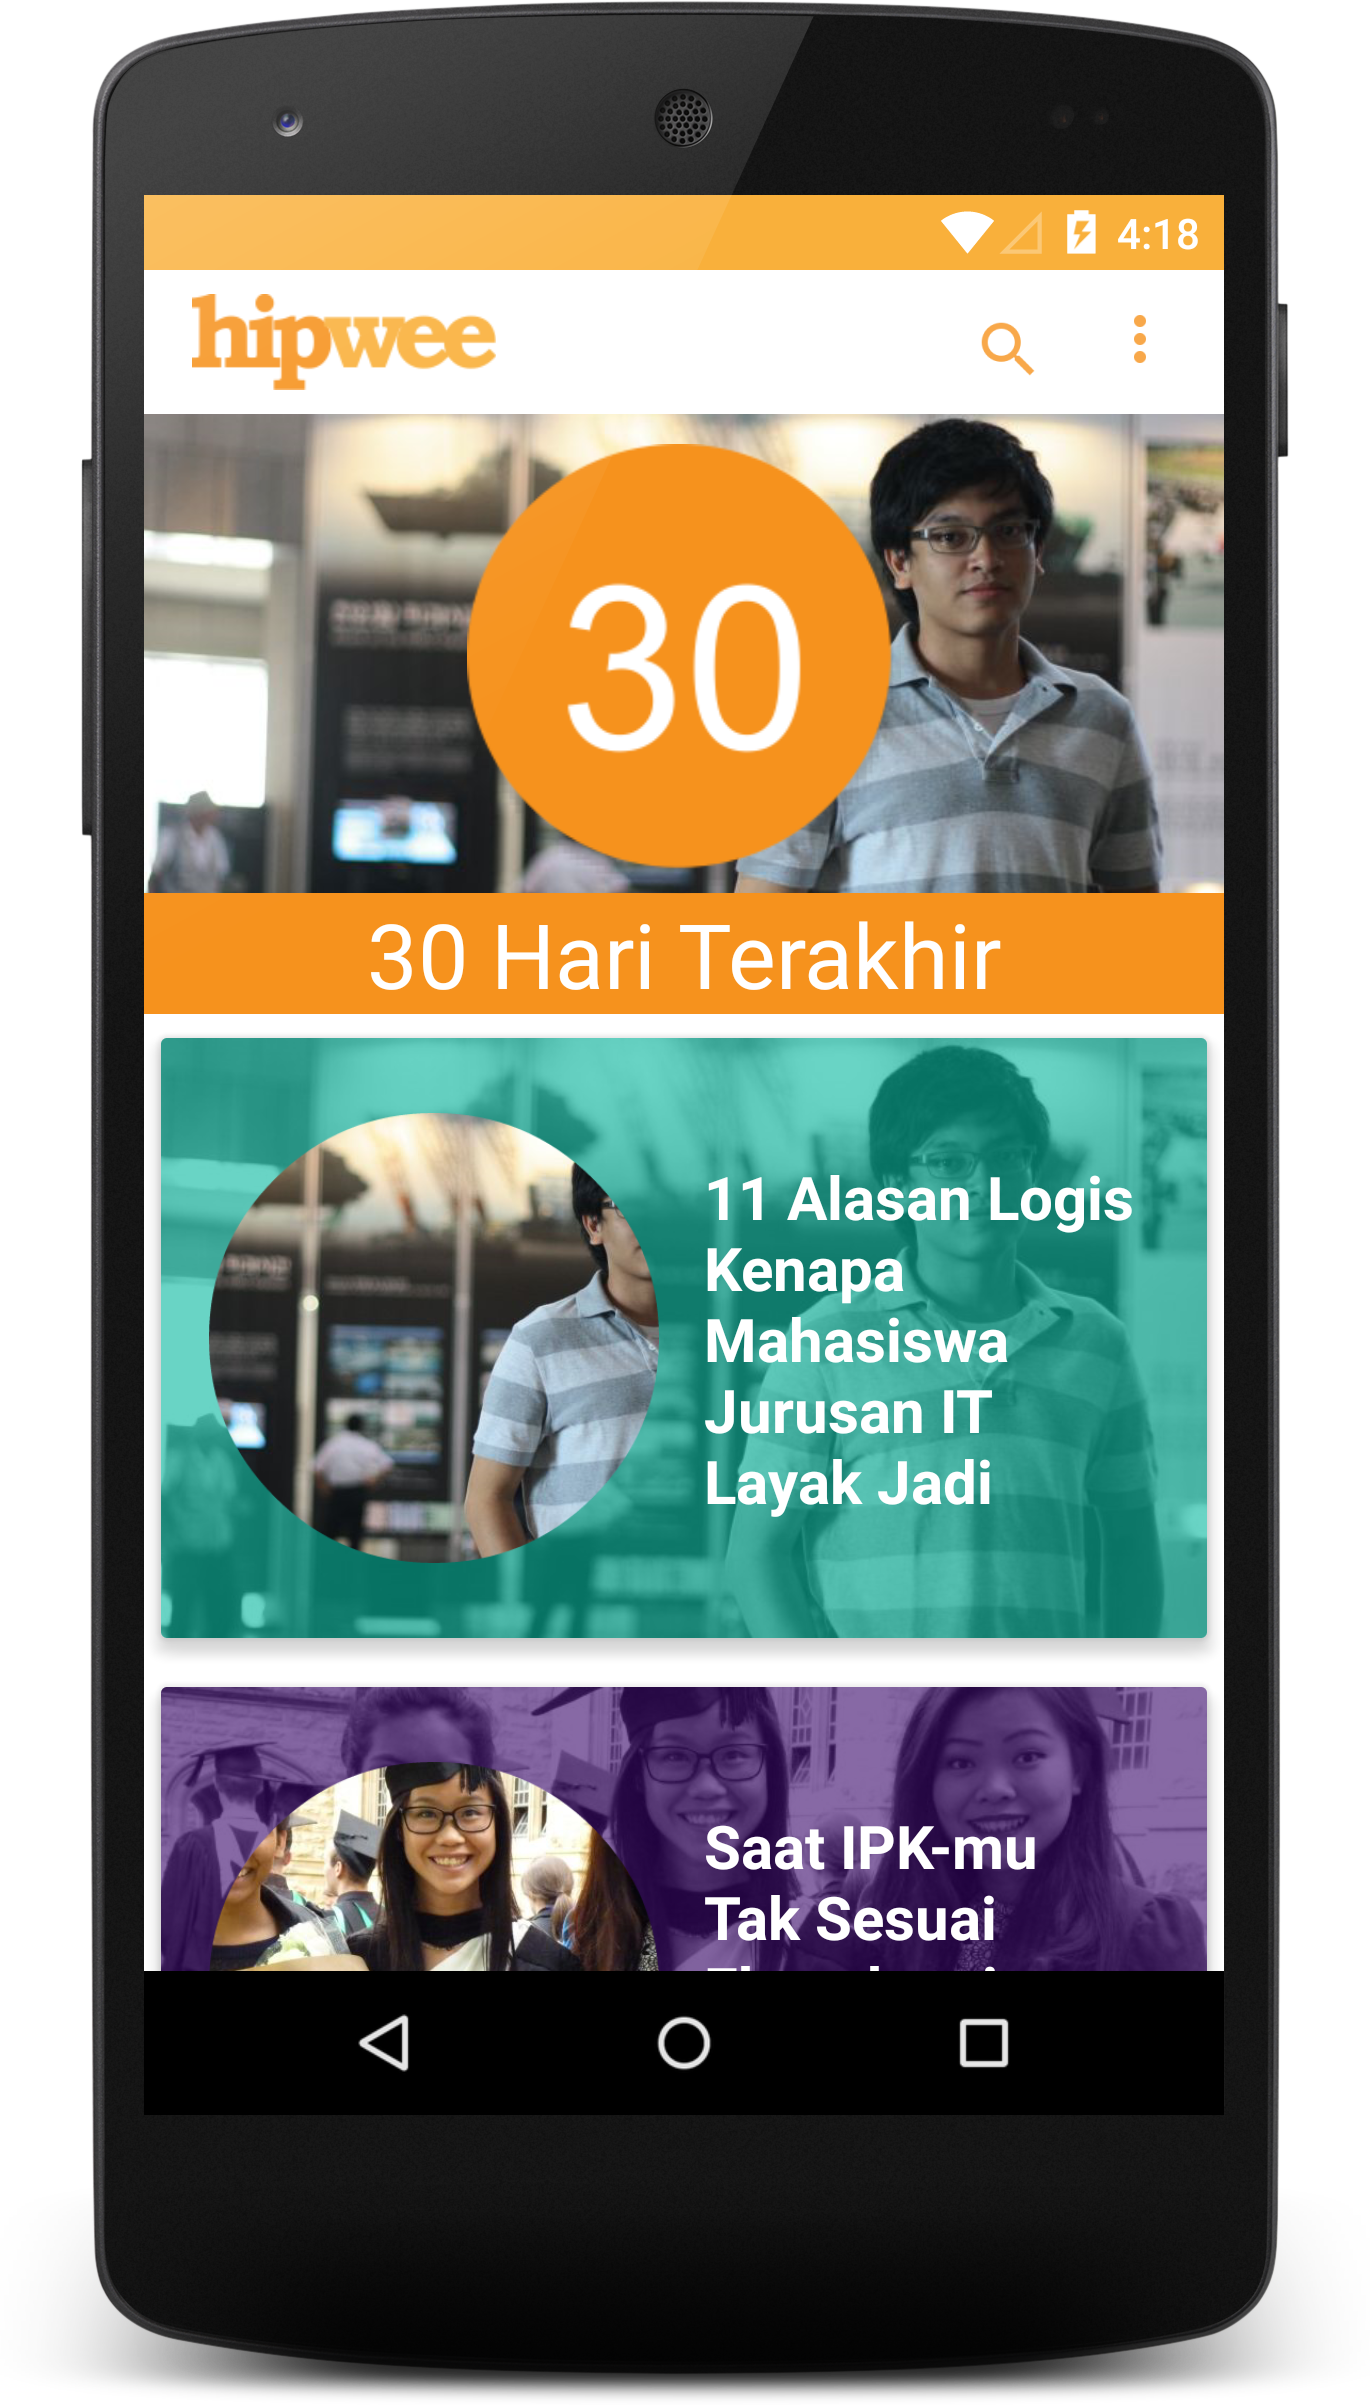 4:18
hipwee
30
30 Hari Terakhir
11 Alasan Logis
Kenapa
Mahasiswa
Jurusan IT
Layak Jadi
Saat IPK-mu
Tak Sesuai